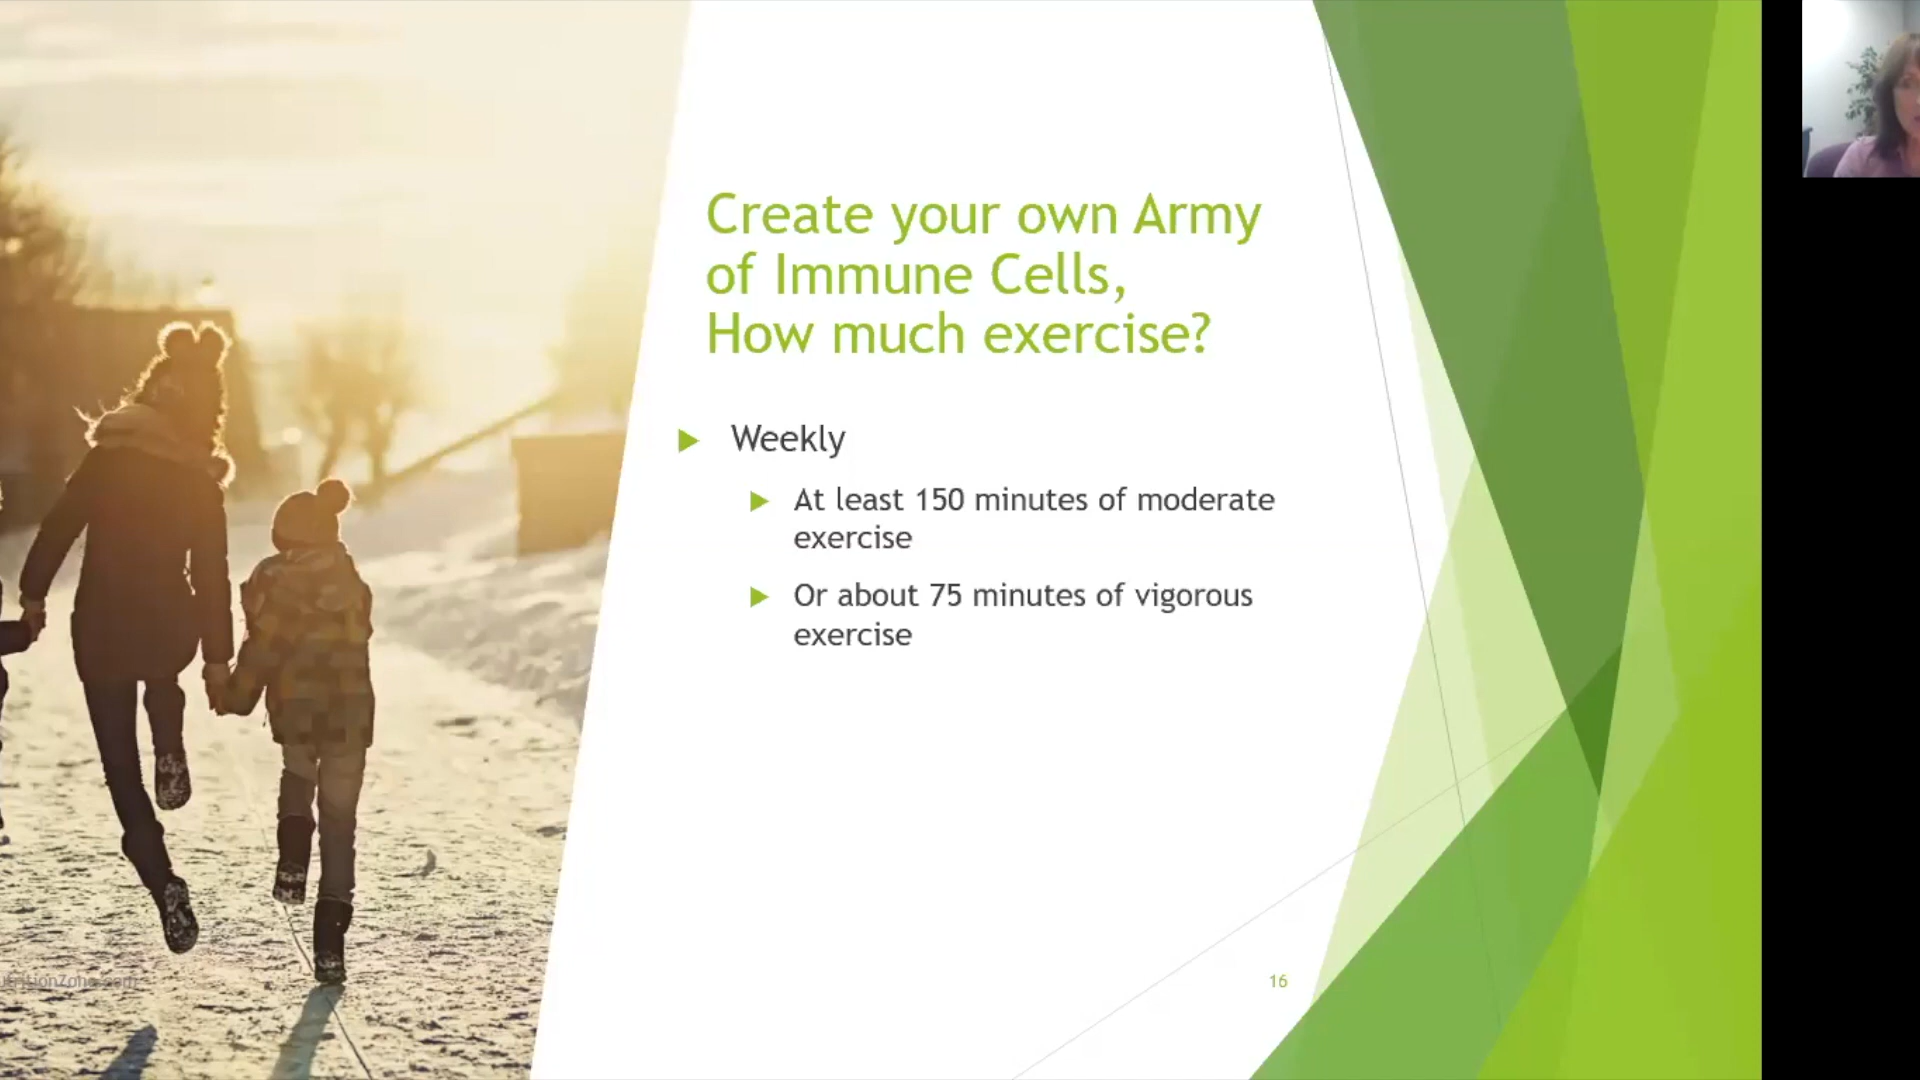 Create your own Army
of Immune Cells,
How much exercise?
Weekly
At least 150 minutes of moderate
exercise
Or about 75 minutes of vigorous
exercise
16